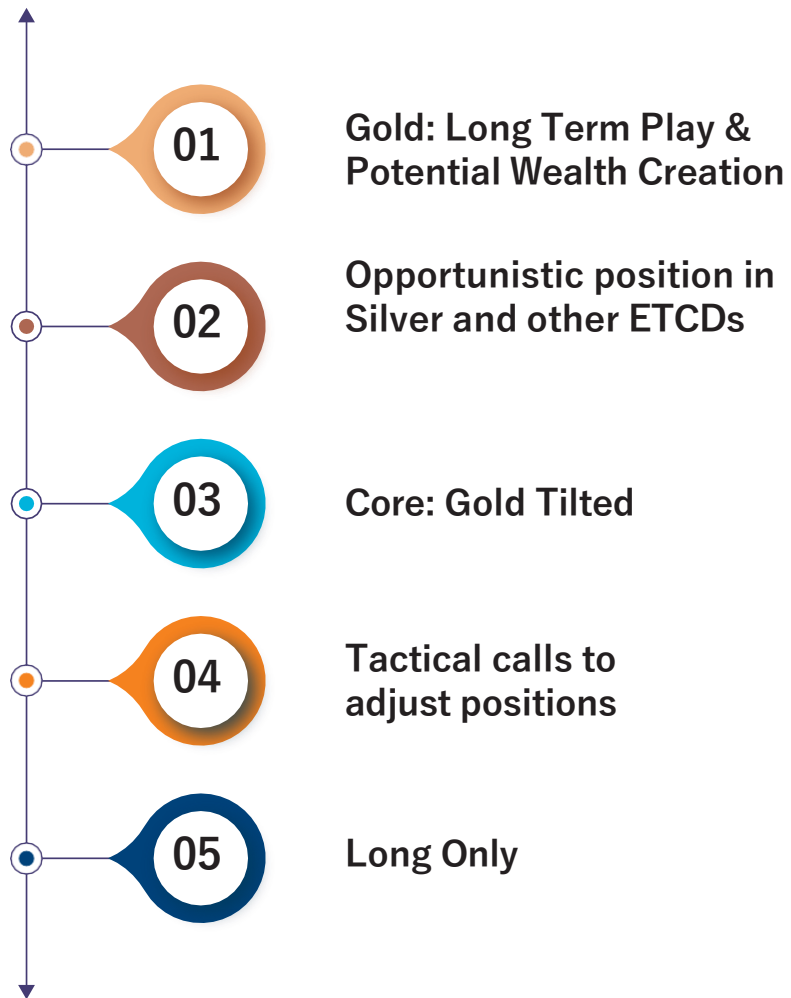 01
Gold: Long Term Play &
Potential Wealth Creation
02
Opportunistic position in
Silver and other ETCDs
03
Core: Gold Tilted
04
Tactical calls to
adjust positions
05
Long Only